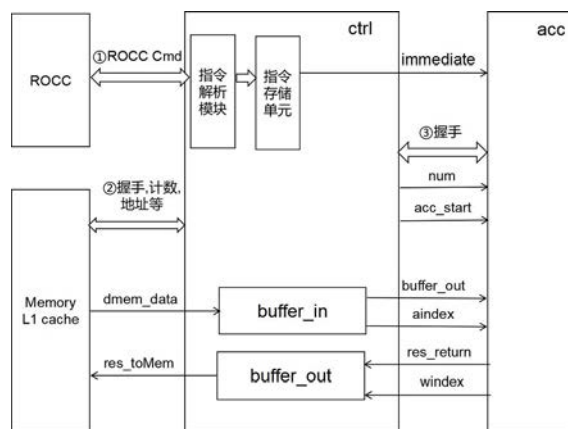 ctrl
acc
①ROCC Cmd
ROCC
指令
解析
模块
指令
存储
单元
immediate
③握手
num
acc_start
②握手,计数,
地址等
Memory
L1 cache
dmem_data
buffer_in
buffer_out
aindex
res_toMem
buffer_out
res_return
windex